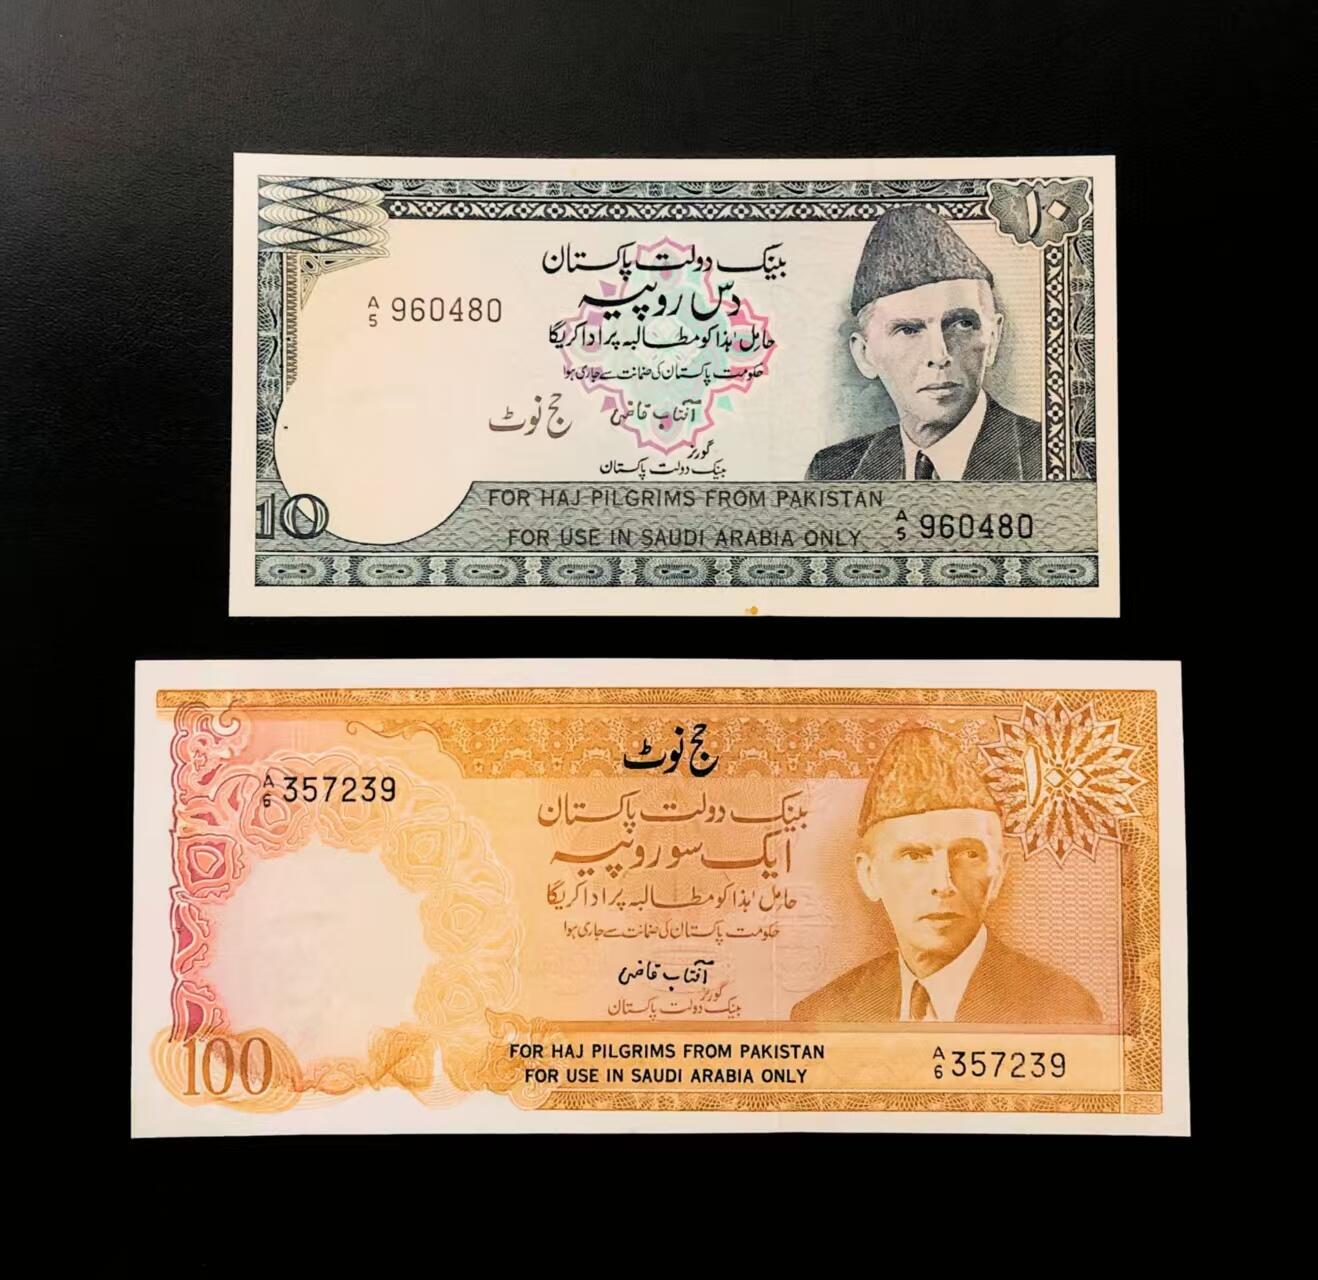 ۱۰
بینک دولت پاکستان
دس روپیہ
A/5 960480
حامل ہٰذا کو مطالبہ پر ادا کریگا
حکومت پاکستان کی ضمانت سے جاری ہوا
حج نوٹ
آفتاب قاضی
گورنر
بینک دولت پاکستان
FOR HAJ PILGRIMS FROM PAKISTAN
10
A/5 960480
FOR USE IN SAUDI ARABIA ONLY
۱۰۰
حج نوٹ
A/6 357239
بینک دولت پاکستان
ایک سو روپیہ
حامل ہٰذا کو مطالبہ پر ادا کریگا
حکومت پاکستان کی ضمانت سے جاری ہوا
آفتاب قاضی
گورنر
بینک دولت پاکستان
100
FOR HAJ PILGRIMS FROM PAKISTAN
A/6 357239
FOR USE IN SAUDI ARABIA ONLY